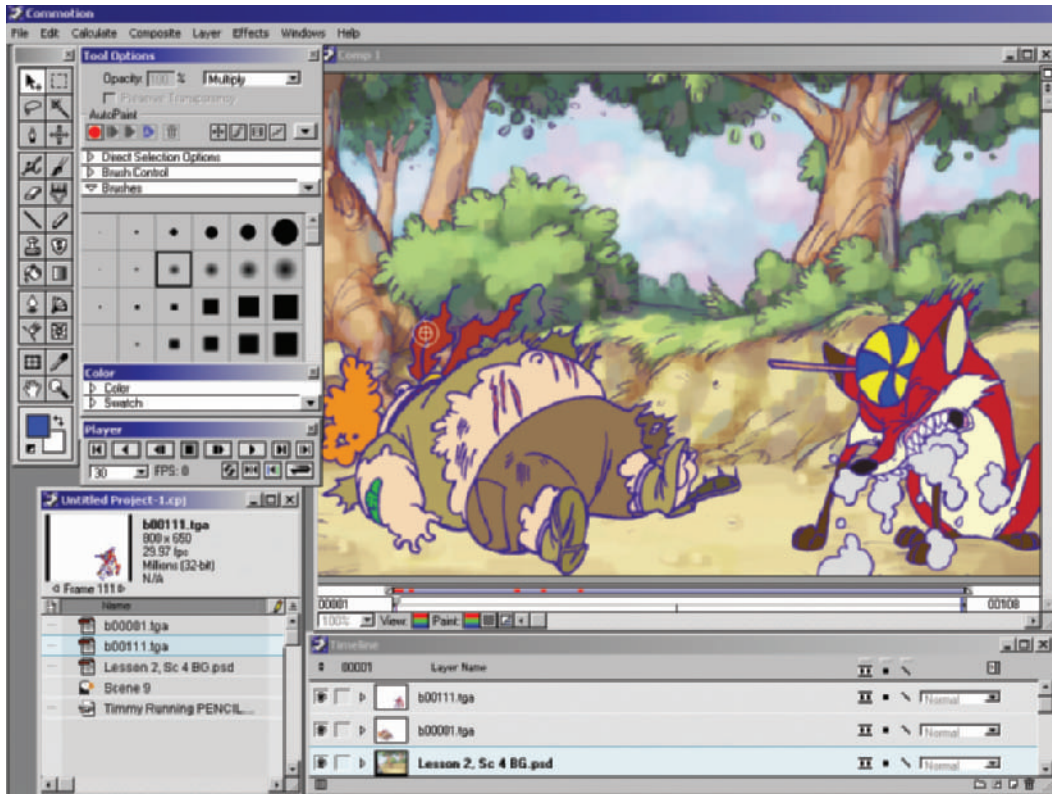 Commotion
File Edit Calculate Composite Layer Effects Windows Help
Tool Options
Opacity: 100 % Multiply
Preserve Transparency
AutoPaint
Direct Selection Options
Brush Control
Brushes
Color
Color
Swatch
Player
30 FPS: 0
Comp 1
00001 00108
100% View: Paint:
Untitled Project-1.cpj
b00111.tga
800 x 650
29.97 fps
Millions (32-bit)
N/A
Frame 111
Name
b00001.tga
b00111.tga
Lesson 2, Sc 4 BG.psd
Scene 9
Timmy Running PENCIL...
Timeline
00001 Layer Name
b00111.tga Normal
b00001.tga Normal
Lesson 2, Sc 4 BG.psd Normal